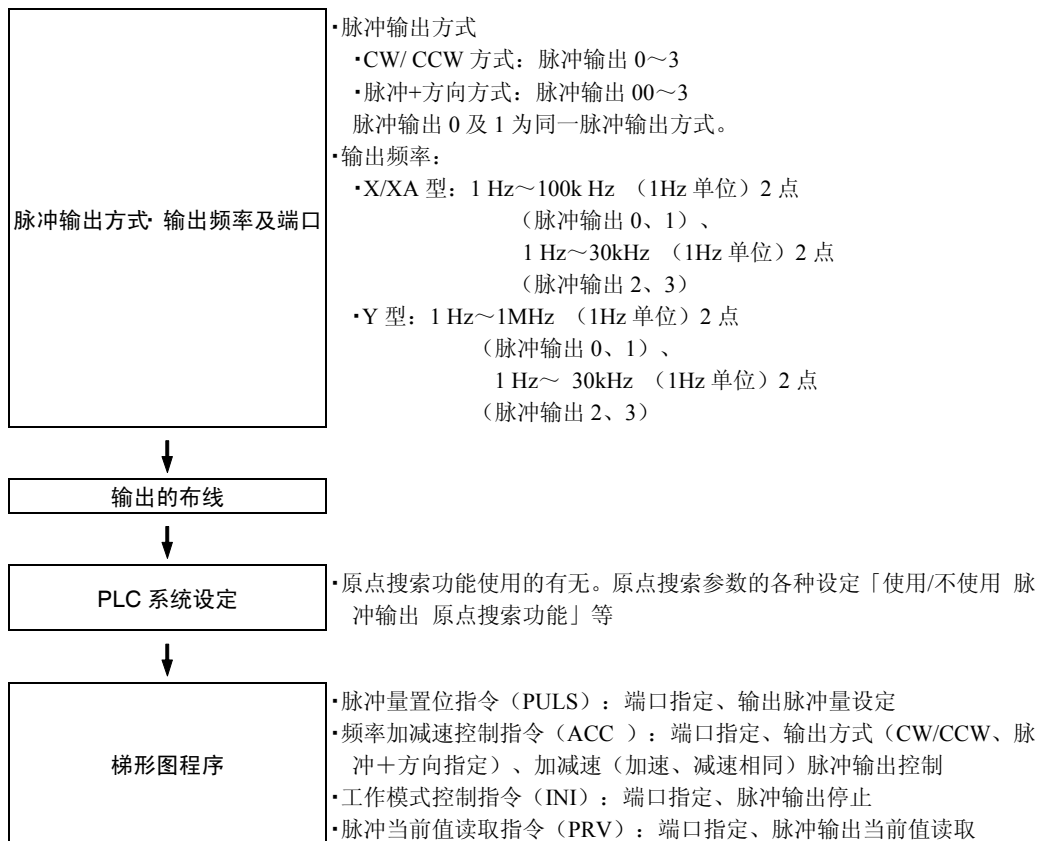 脉冲输出方式·输出频率及端口
·脉冲输出方式
·CW/ CCW 方式：脉冲输出 0～3
·脉冲+方向方式：脉冲输出 00～3
脉冲输出 0 及 1 为同一脉冲输出方式。
·输出频率：
·X/XA 型：1 Hz～100k Hz （1Hz 单位）2 点
（脉冲输出 0、1）、
1 Hz～30kHz （1Hz 单位）2 点
（脉冲输出 2、3）
·Y 型：1 Hz～1MHz （1Hz 单位）2 点
（脉冲输出 0、1）、
1 Hz～ 30kHz （1Hz 单位）2 点
（脉冲输出 2、3）
输出的布线
PLC 系统设定
·原点搜索功能使用的有无。原点搜索参数的各种设定「使用/不使用 脉
冲输出 原点搜索功能」等
梯形图程序
·脉冲量置位指令（PULS）：端口指定、输出脉冲量设定
·频率加减速控制指令（ACC ）：端口指定、输出方式（CW/CCW、脉
冲＋方向指定）、加减速（加速、减速相同）脉冲输出控制
·工作模式控制指令（INI）：端口指定、脉冲输出停止
·脉冲当前值读取指令（PRV）：端口指定、脉冲输出当前值读取